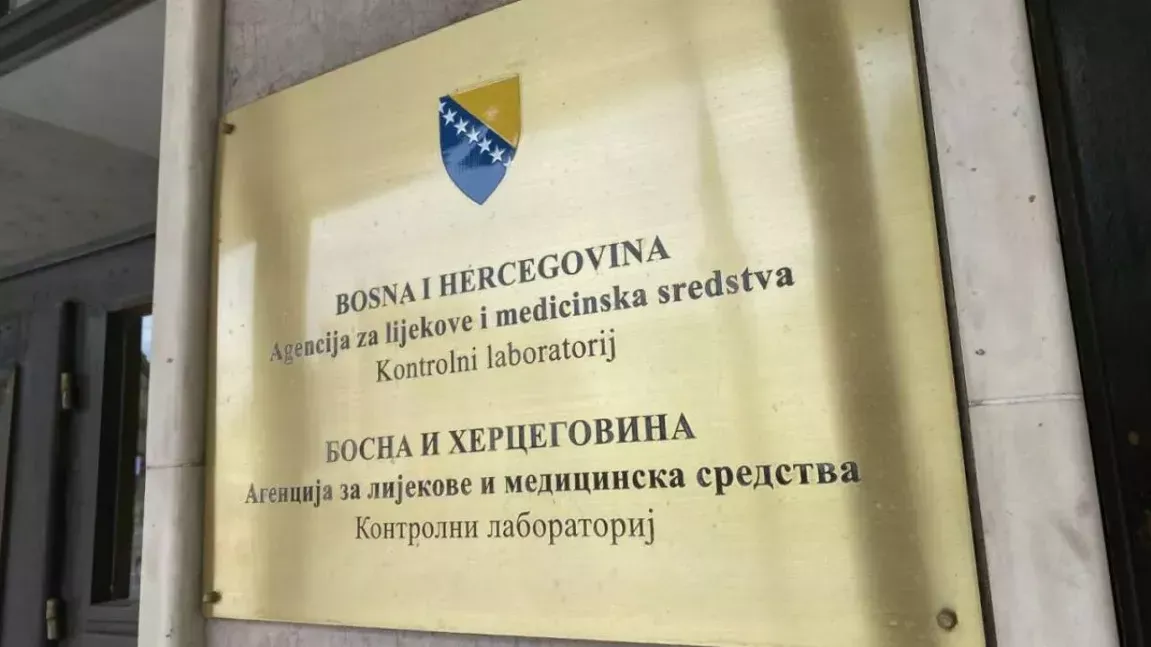 BOSNA I HERCEGOVINA
Agencija za lijekove i medicinska sredstva
Kontrolni laboratorij
БОСНА И ХЕРЦЕГОВИНА
Агенција за лијекове и медицинска средства
Контролни лабораториј